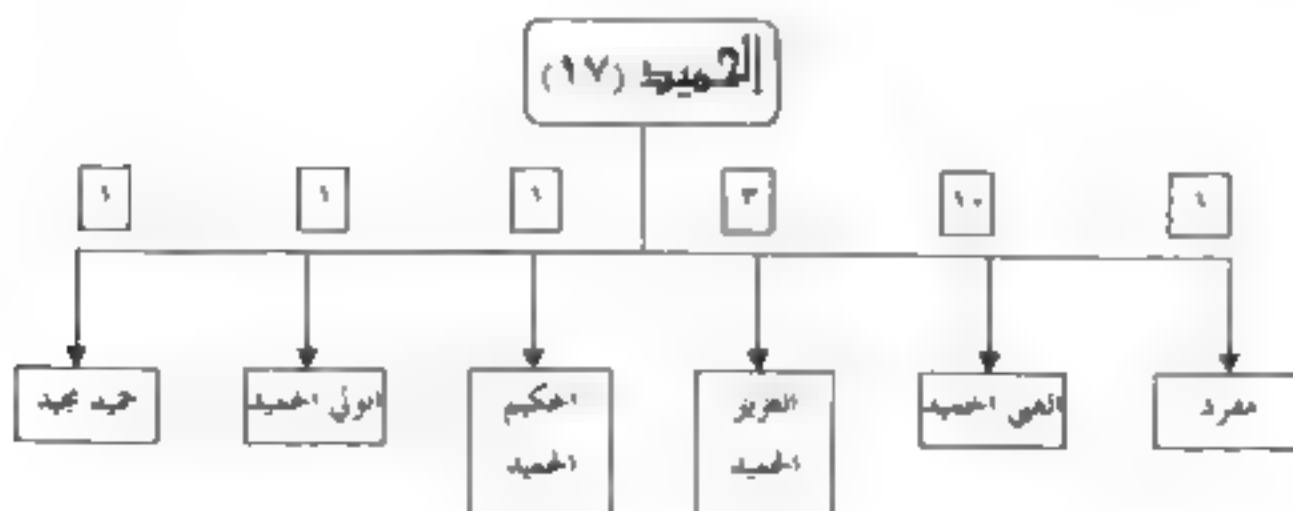 الحميد (١٧)
١
١٠
٣
١
١
١
مفرد
الغني الحميد
العزيز
الحميد
الحكيم
الحميد
الولي الحميد
حميد مجيد